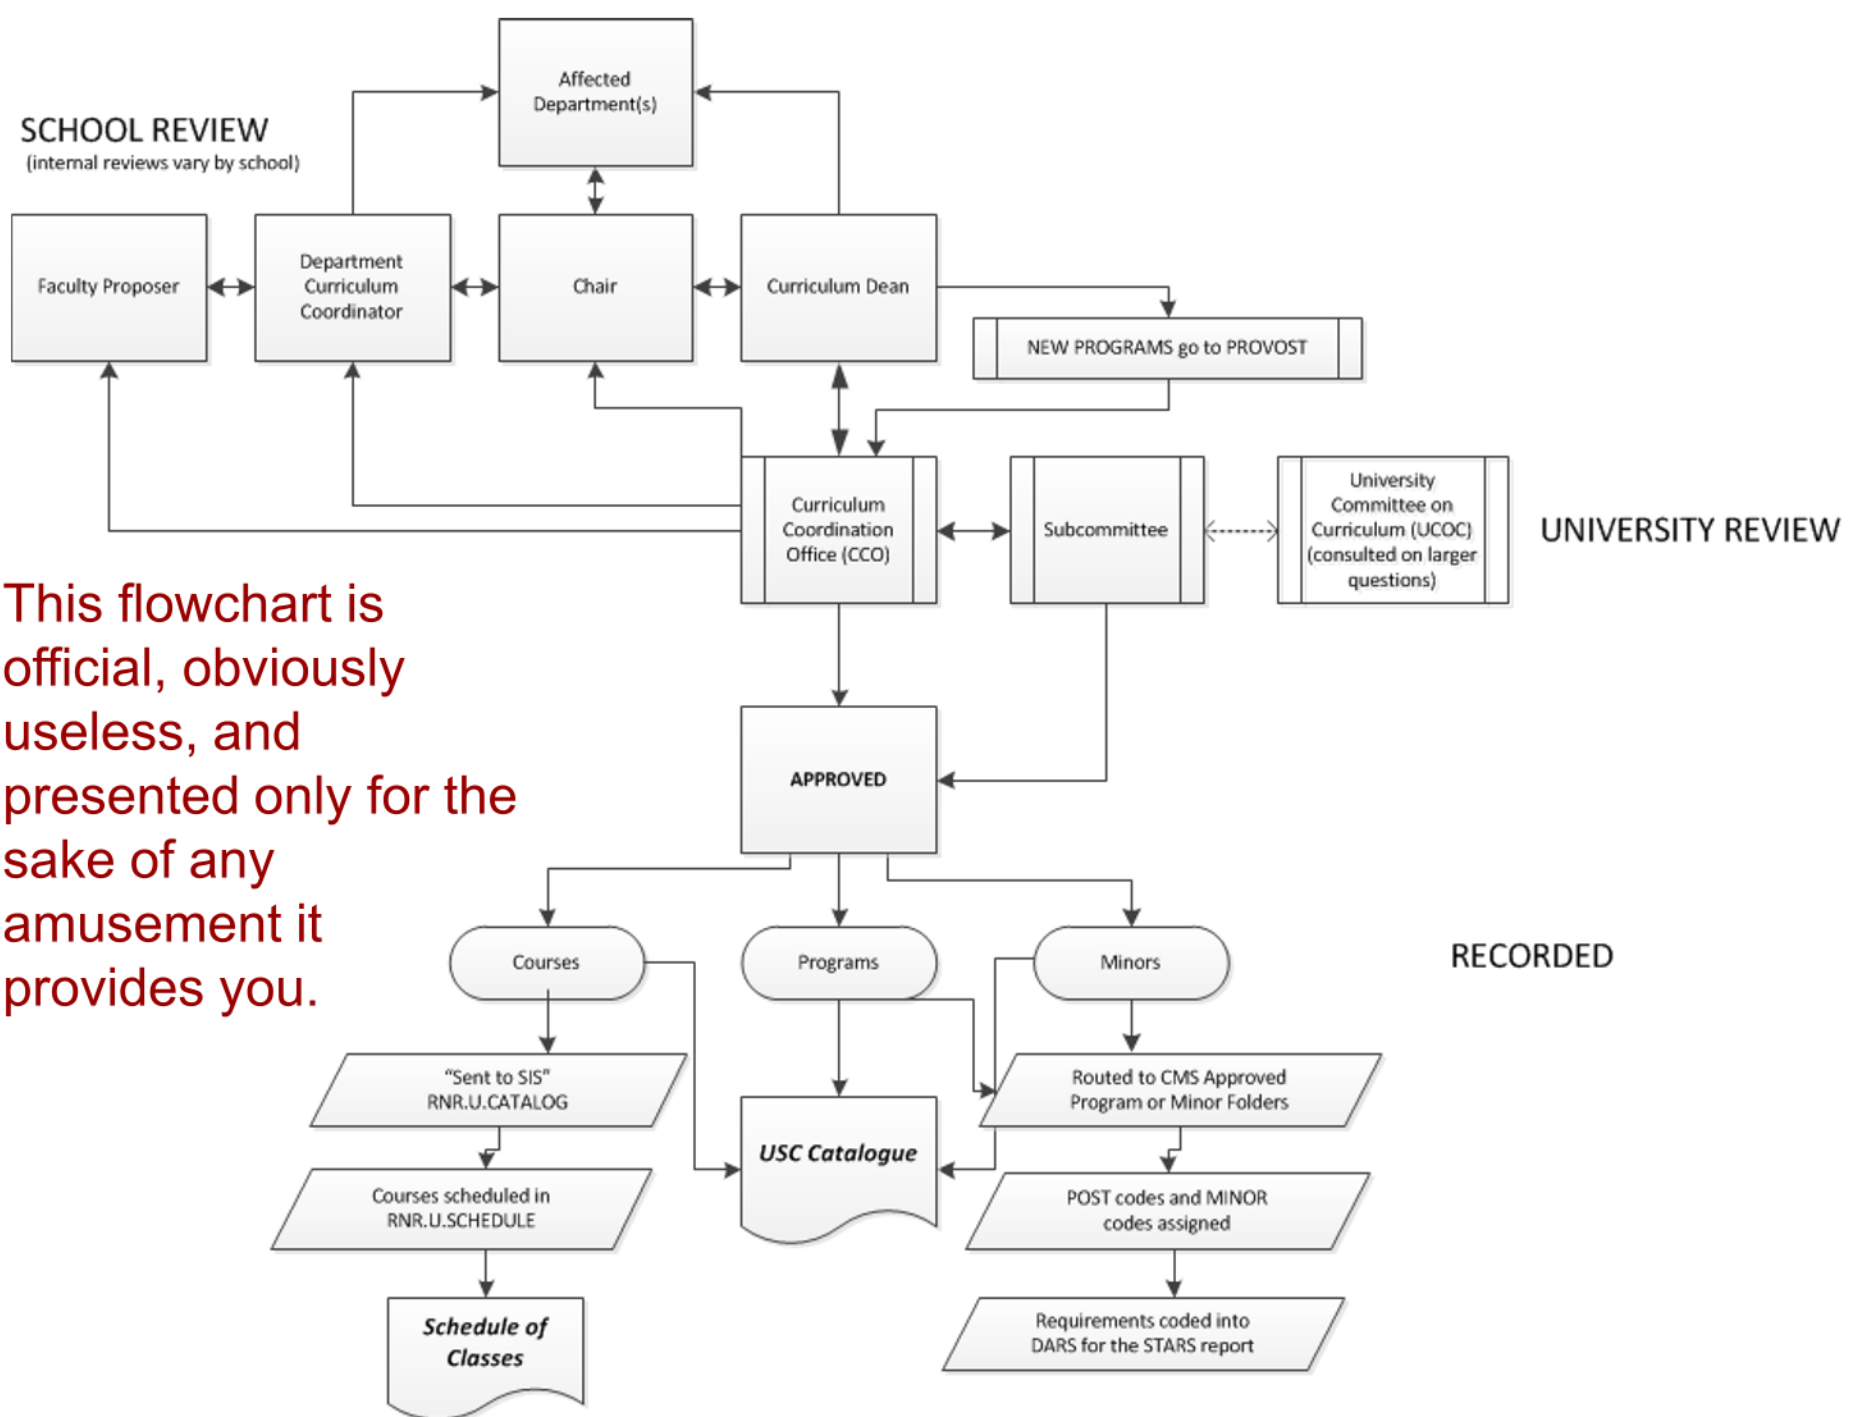 Affected
Department(s)
SCHOOL REVIEW
(internal reviews vary by school)
Faculty Proposer
Department
Curriculum
Coordinator
Chair
Curriculum Dean
NEW PROGRAMS go to PROVOST
Curriculum
Coordination
Office (CCO)
Subcommittee
University
Committee on
Curriculum (UCOC)
(consulted on larger
questions)
UNIVERSITY REVIEW
This flowchart is
official, obviously
useless, and
presented only for the
sake of any
amusement it
provides you.
APPROVED
Courses
Programs
Minors
RECORDED
“Sent to SIS”
RNR.U.CATALOG
Routed to CMS Approved
Program or Minor Folders
USC Catalogue
Courses scheduled in
RNR.U.SCHEDULE
POST codes and MINOR
codes assigned
Schedule of
Classes
Requirements coded into
DARS for the STARS report